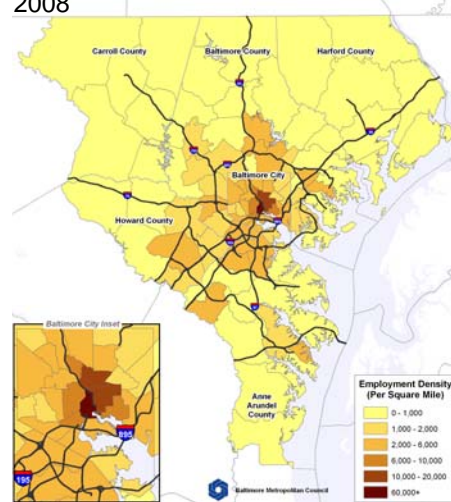 2008
Carroll County
Baltimore County
Harford County
Baltimore City
Howard County
Anne
Arundel
County
Baltimore City Inset
895
195
Employment Density
(Per Square Mile)
0 - 1,000
1,000 - 2,000
2,000 - 6,000
6,000 - 10,000
10,000 - 20,000
60,000+
Baltimore Metropolitan Council